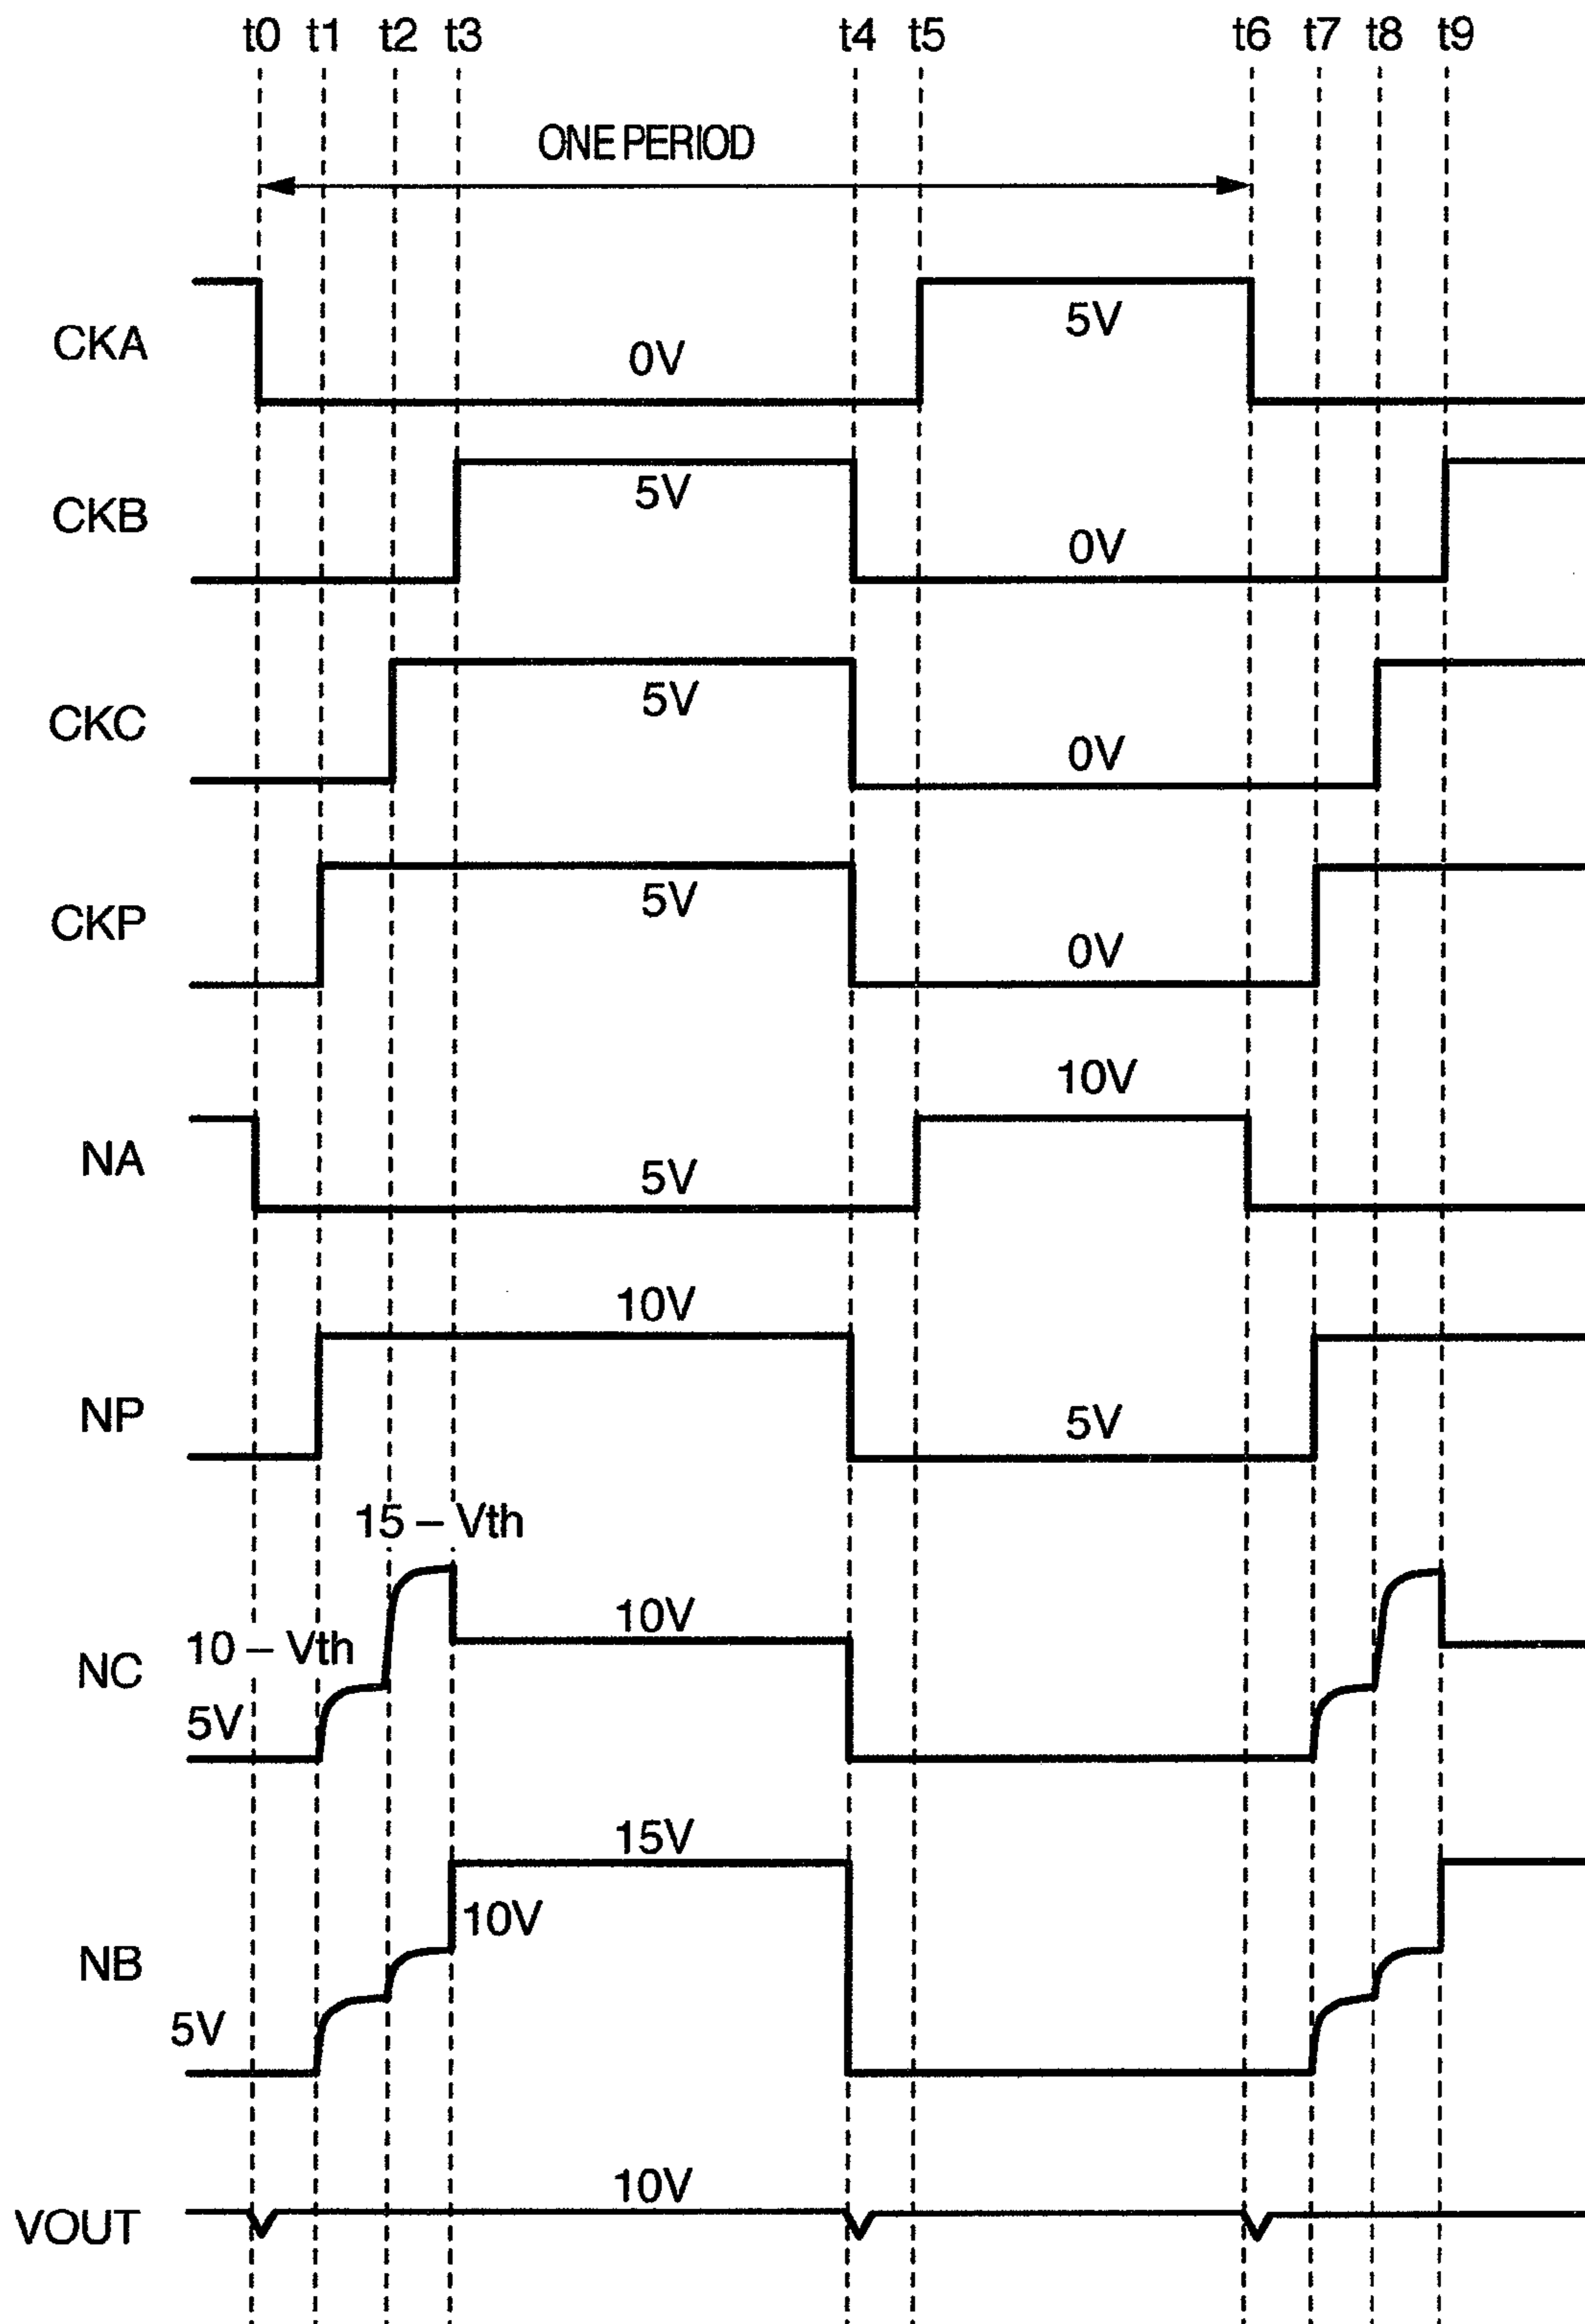 t0 t1 t2 t3 t4 t5 t6 t7 t8 t9
ONE PERIOD
CKA
0V
5V
CKB
5V
0V
CKC
5V
0V
CKP
5V
0V
NA
5V
10V
NP
10V
5V
15 – Vth
NC
10 – Vth
5V
10V
NB
5V
15V
10V
VOUT
10V